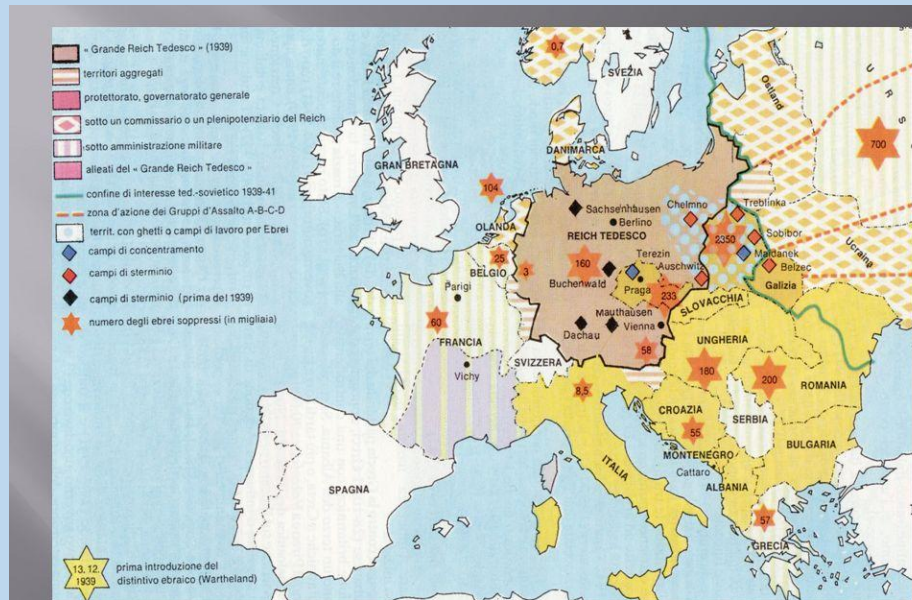 « Grande Reich Tedesco » (1939)
territori aggregati
protettorato, governatorato generale
sotto un commissario o un plenipotenziario del Reich
sotto amministrazione militare
alleati del « Grande Reich Tedesco »
confine di interesse ted.-sovietico 1939-41
zona d'azione dei Gruppi d'Assalto A-B-C-D
territ. con ghetti o campi di lavoro per Ebrei
campi di concentramento
campi di sterminio
campi di sterminio (prima del 1939)
numero degli ebrei soppressi (in migliaia)
0,7
SVEZIA
Ostland
U R S
700
DANIMARCA
GRAN BRETAGNA
104
OLANDA
Sachsenhausen
Berlino
REICH TEDESCO
Chelmno
Treblinka
2350
Sobibor
Maidanek
Belzec
Ucraina
Galizia
25
BELGIO
3
160
Buchenwald
Terezin
Praga
Auschwitz
233
Parigi
60
FRANCIA
Mauthausen
Vienna
Dachau
58
SLOVACCHIA
UNGHERIA
180
Vichy
SVIZZERA
8,5
200
ROMANIA
CROAZIA
55
SERBIA
MONTENEGRO
Cattaro
BULGARIA
ITALIA
ALBANIA
SPAGNA
57
GRECIA
13. 12.
1939
prima introduzione del
distintivo ebraico (Wartheland)